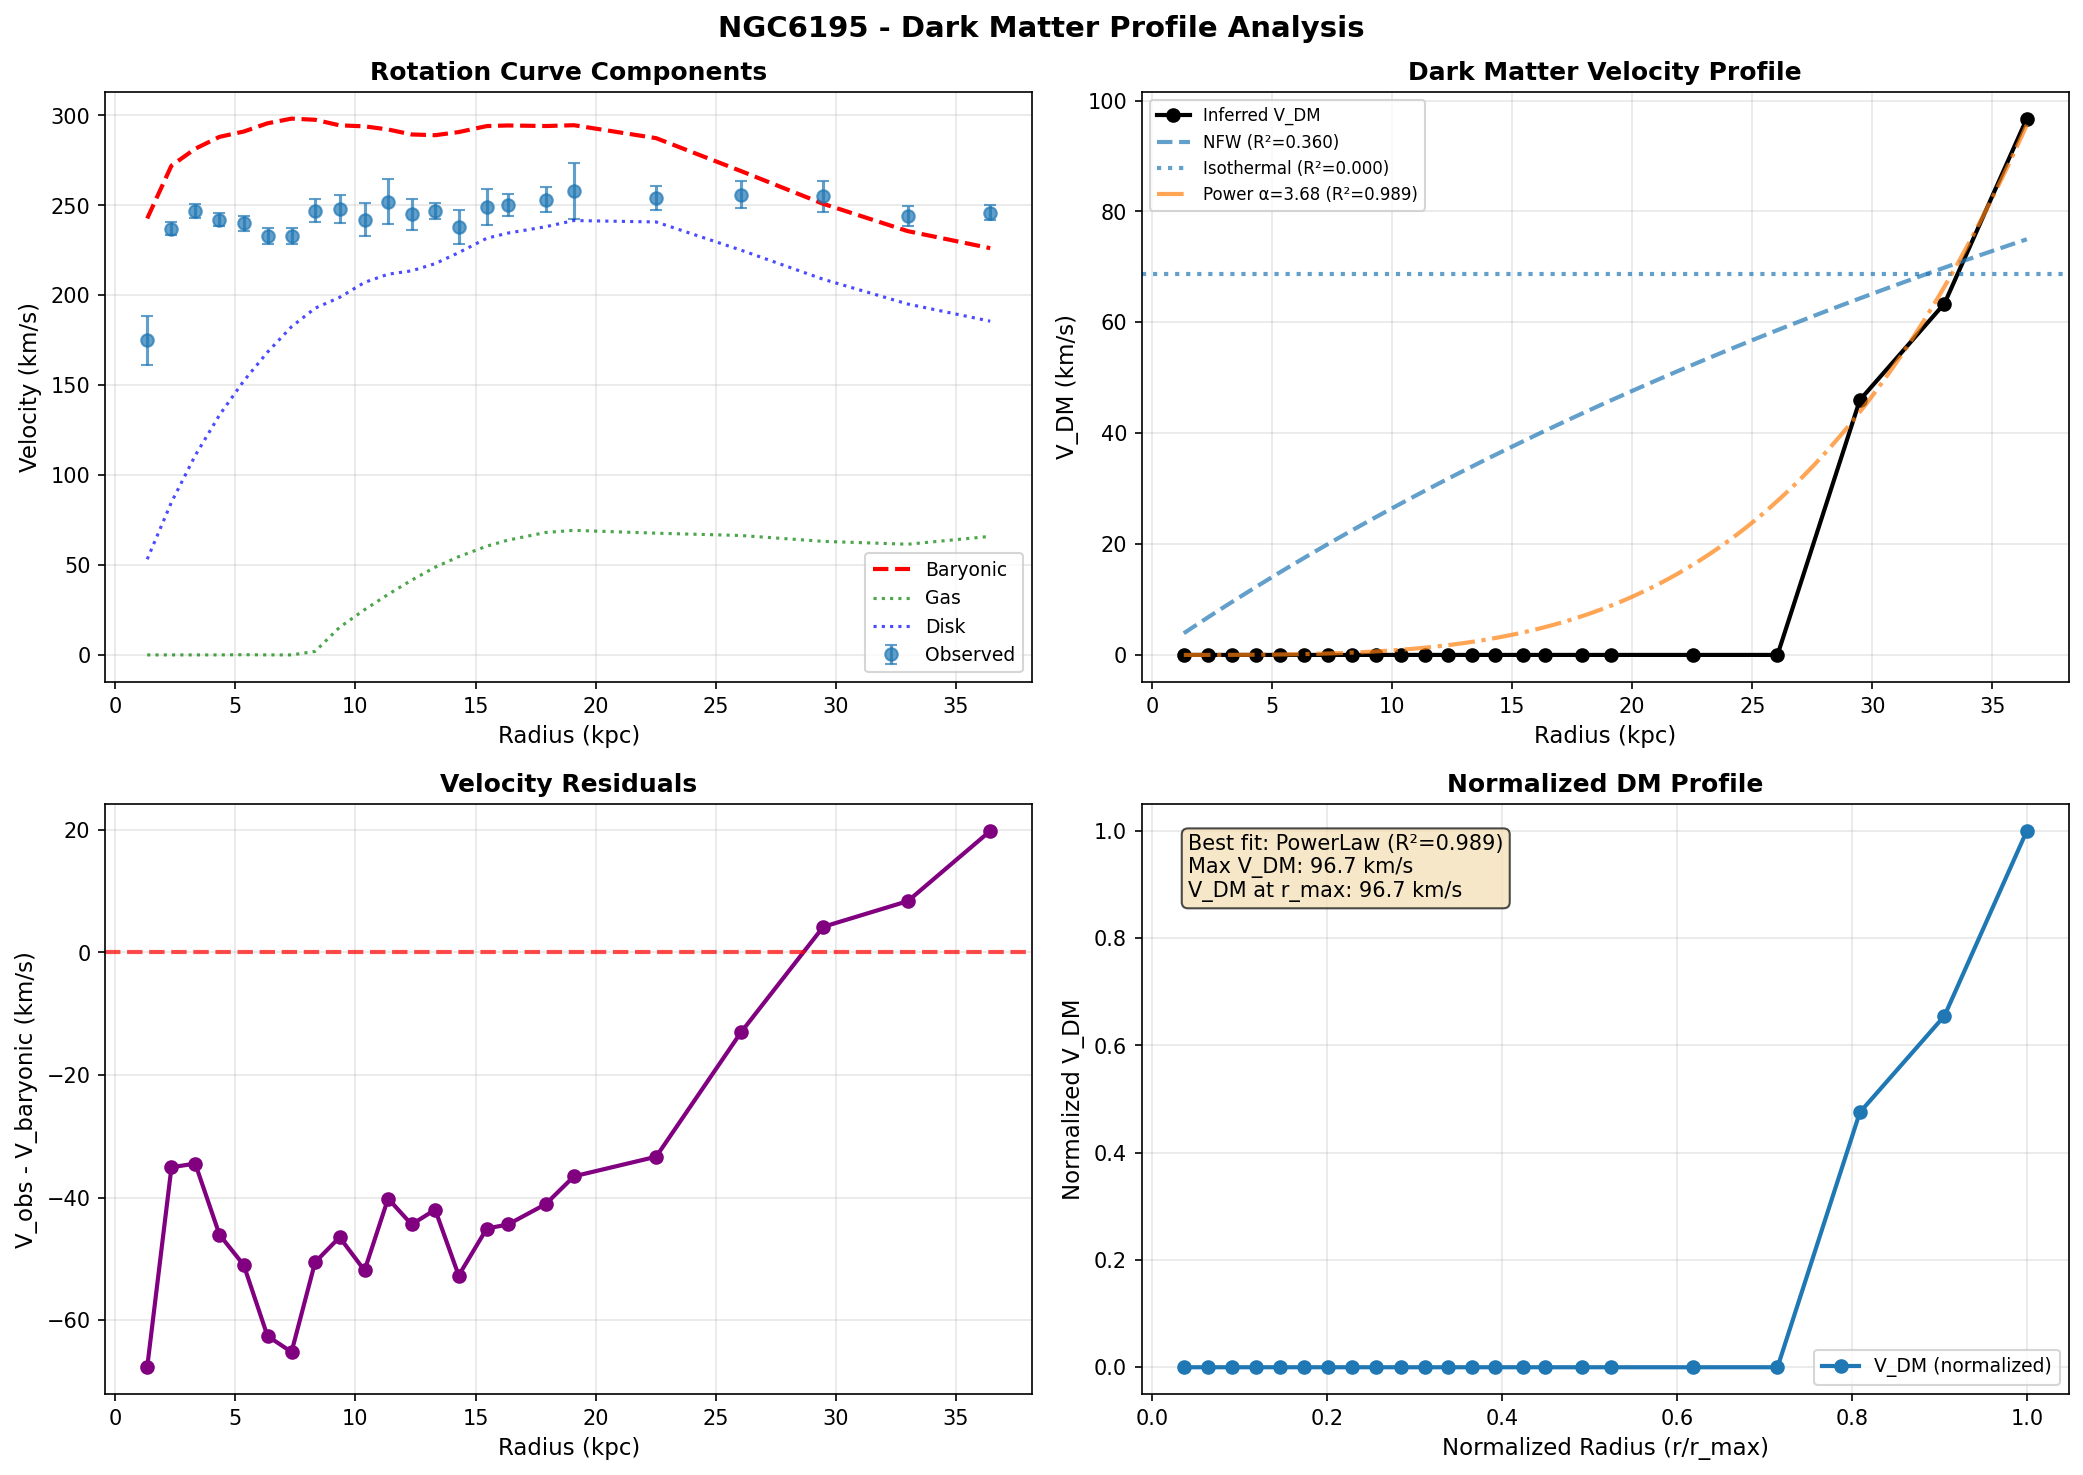 NGC6195 - Dark Matter Profile Analysis
Rotation Curve Components
300
250
200
150
100
50
0
Velocity (km/s)
Baryonic
Gas
Disk
Observed
0 5 10 15 20 25 30 35
Radius (kpc)
Dark Matter Velocity Profile
100
80
60
40
20
0
V_DM (km/s)
Inferred V_DM
NFW (R²=0.360)
Isothermal (R²=0.000)
Power α=3.68 (R²=0.989)
0 5 10 15 20 25 30 35
Radius (kpc)
Velocity Residuals
20
0
−20
−40
−60
V_obs - V_baryonic (km/s)
0 5 10 15 20 25 30 35
Radius (kpc)
Normalized DM Profile
1.0
0.8
0.6
0.4
0.2
0.0
Normalized V_DM
Best fit: PowerLaw (R²=0.989)
Max V_DM: 96.7 km/s
V_DM at r_max: 96.7 km/s
V_DM (normalized)
0.0 0.2 0.4 0.6 0.8 1.0
Normalized Radius (r/r_max)